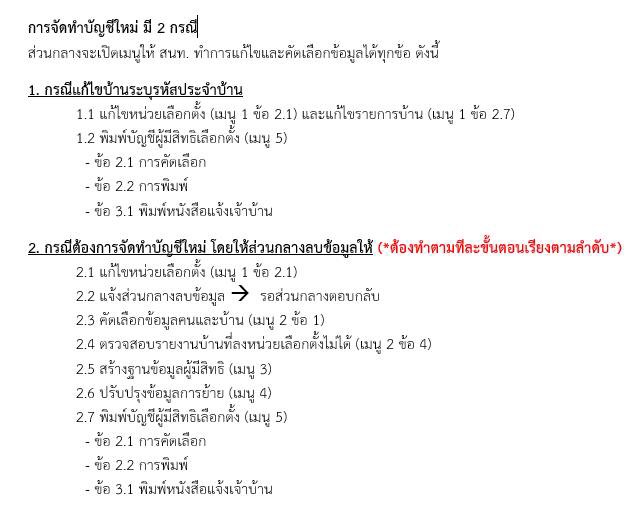 การจัดทำบัญชีใหม่ มี 2 กรณี
ส่วนกลางจะเปิดเมนูให้ สนท. ทำการแก้ไขและคัดเลือกข้อมูลได้ทุกข้อ ดังนี้
1. กรณีแก้ไขบ้านระบุรหัสประจำบ้าน
1.1 แก้ไขหน่วยเลือกตั้ง (เมนู 1 ข้อ 2.1) และแก้ไขรายการบ้าน (เมนู 1 ข้อ 2.7)
1.2 พิมพ์บัญชีผู้มีสิทธิเลือกตั้ง (เมนู 5)
- ข้อ 2.1 การคัดเลือก
- ข้อ 2.2 การพิมพ์
- ข้อ 3.1 พิมพ์หนังสือแจ้งเจ้าบ้าน
2. กรณีต้องการจัดทำบัญชีใหม่ โดยให้ส่วนกลางลบข้อมูลให้ (*ต้องทำตามทีละขั้นตอนเรียงตามลำดับ*)
2.1 แก้ไขหน่วยเลือกตั้ง (เมนู 1 ข้อ 2.1)
2.2 แจ้งส่วนกลางลบข้อมูล → รอส่วนกลางตอบกลับ
2.3 คัดเลือกข้อมูลคนและบ้าน (เมนู 2 ข้อ 1)
2.4 ตรวจสอบรายงานบ้านที่ลงหน่วยเลือกตั้งไม่ได้ (เมนู 2 ข้อ 4)
2.5 สร้างฐานข้อมูลผู้มีสิทธิ (เมนู 3)
2.6 ปรับปรุงข้อมูลการย้าย (เมนู 4)
2.7 พิมพ์บัญชีผู้มีสิทธิเลือกตั้ง (เมนู 5)
- ข้อ 2.1 การคัดเลือก
- ข้อ 2.2 การพิมพ์
- ข้อ 3.1 พิมพ์หนังสือแจ้งเจ้าบ้าน